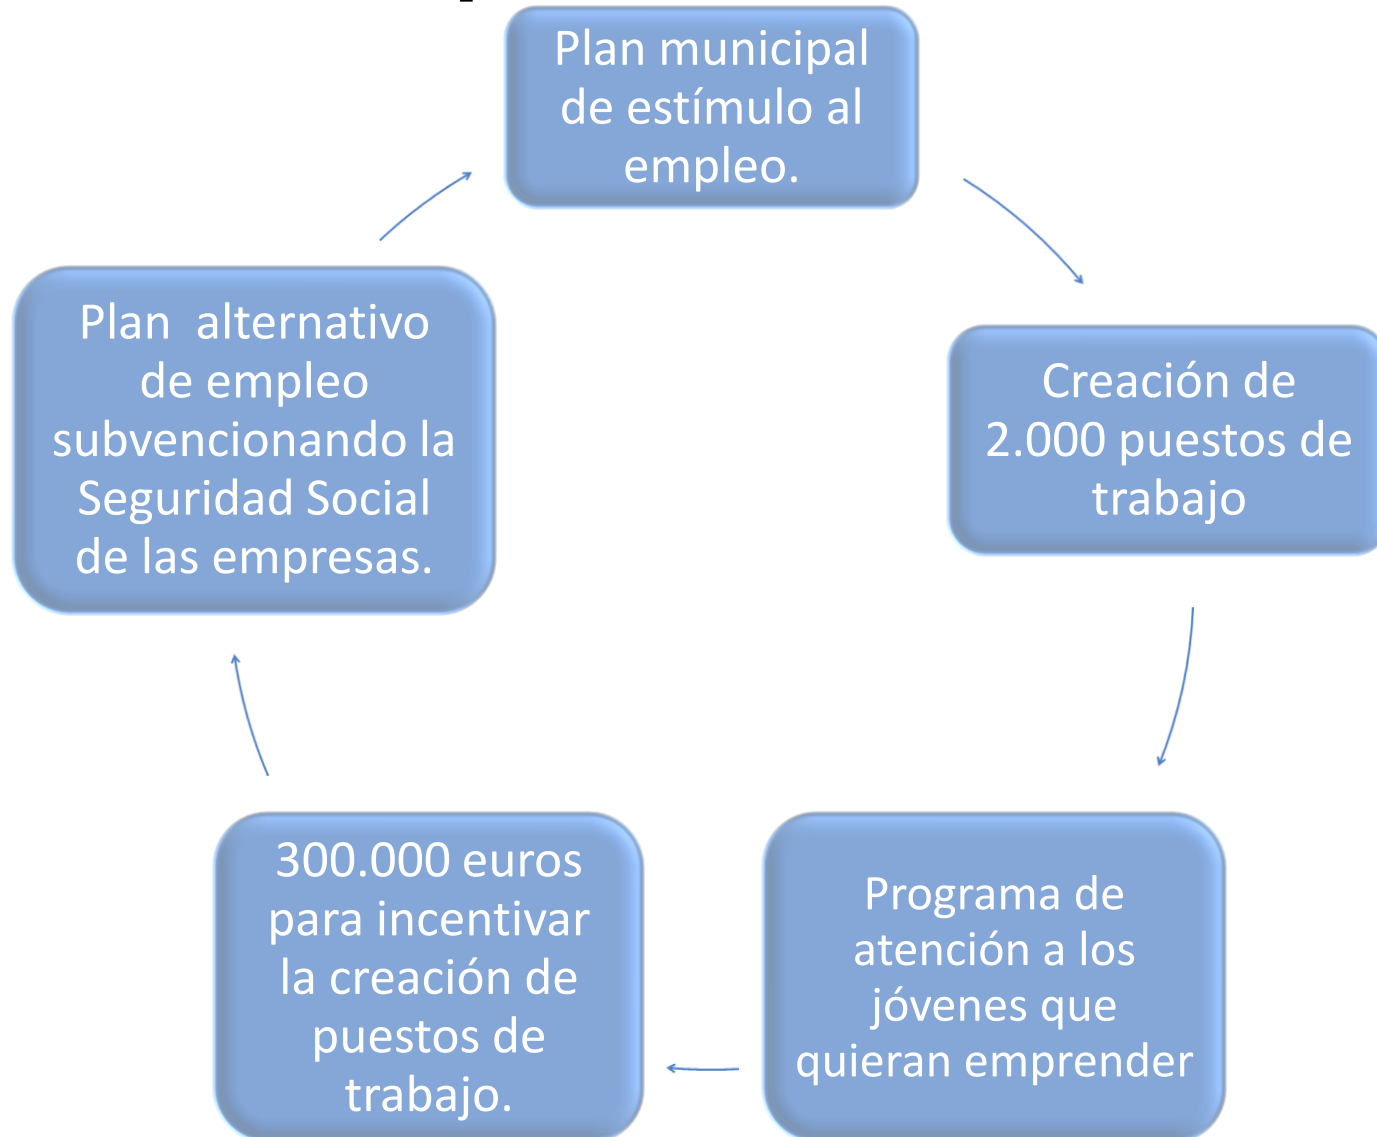 Plan municipal
de estímulo al
empleo.
Creación de
2.000 puestos de
trabajo
Programa de
atención a los
jóvenes que
quieran emprender
300.000 euros
para incentivar
la creación de
puestos de
trabajo.
Plan alternativo
de empleo
subvencionando la
Seguridad Social
de las empresas.